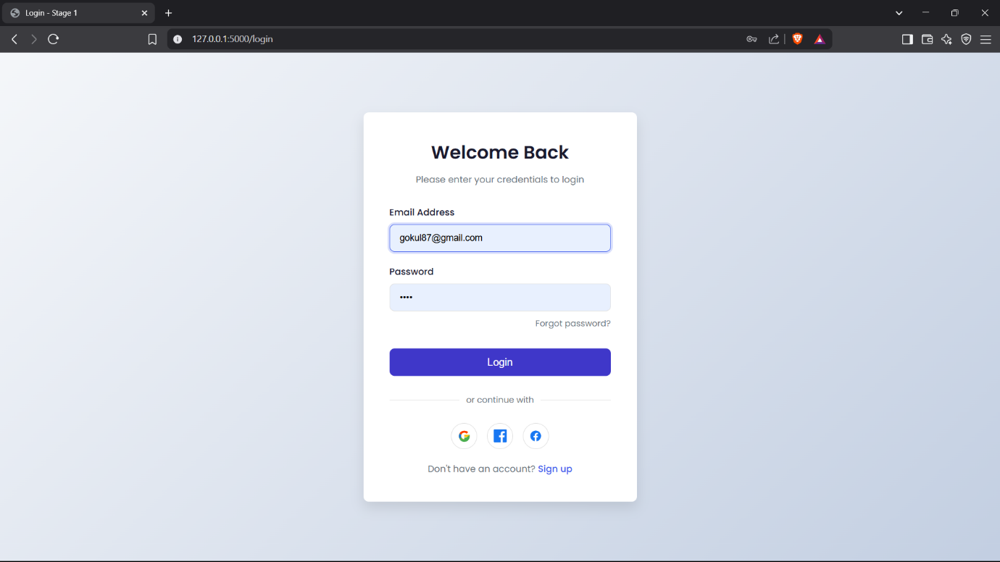 Login - Stage 1
127.0.0.1:5000/login
Welcome Back
Please enter your credentials to login
Email Address
gokul87@gmail.com
Password
••••
Forgot password?
Login
or continue with
Don't have an account? Sign up